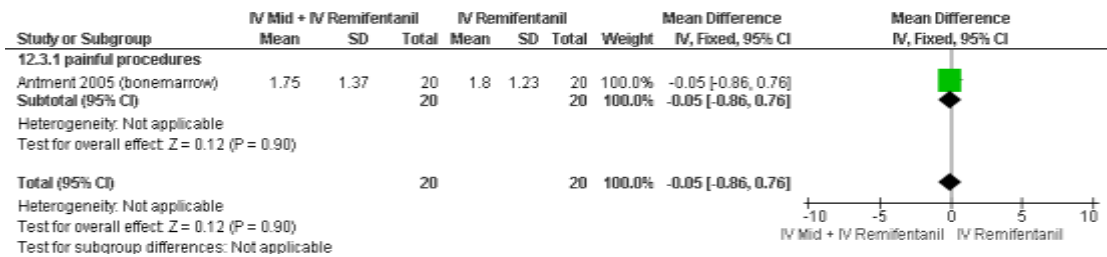 IV Mid + IV Remifentanil IV Remifentanil Mean Difference Mean Difference
Study or Subgroup Mean SD Total Mean SD Total Weight IV, Fixed, 95% CI IV, Fixed, 95% CI
12.3.1 painful procedures
Antment 2005 (bonemarrow) 1.75 1.37 20 1.8 1.23 20 100.0% -0.05 [-0.86, 0.76]
Subtotal (95% CI) 20 20 100.0% -0.05 [-0.86, 0.76]
Heterogeneity: Not applicable
Test for overall effect: Z = 0.12 (P = 0.90)
Total (95% CI) 20 20 100.0% -0.05 [-0.86, 0.76]
Heterogeneity: Not applicable
Test for overall effect: Z = 0.12 (P = 0.90)
Test for subgroup differences: Not applicable
-10 -5 0 5 10
IV Mid + IV Remifentanil IV Remifentanil